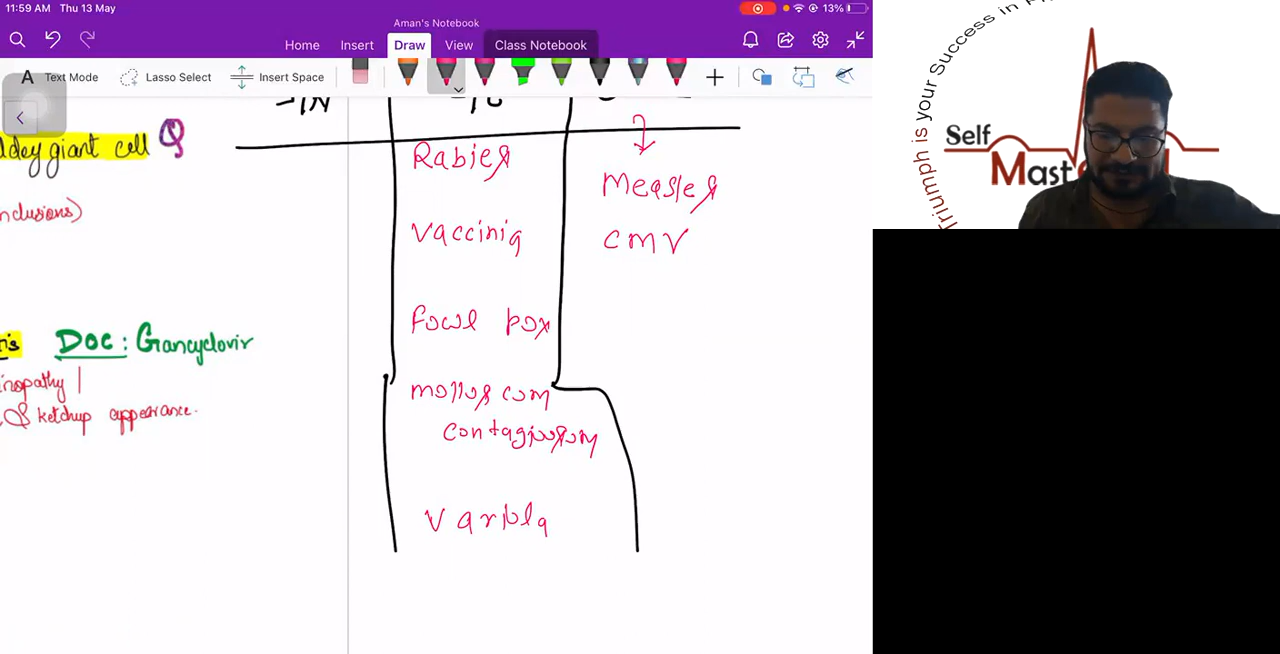 11:59 AM Thu 13 May
13%
Aman's Notebook
Home Insert Draw View Class Notebook
A Text Mode Lasso Select Insert Space
giant cell Q
nclusions)
DOC: Gancyclovir
nopathy |
& ketchup appearance.
Rabies
Vaccinia
Fowl pox
molluscum
contagiosum
Variola
Measles
CMV
Triumph is your Success in
Self
Mast